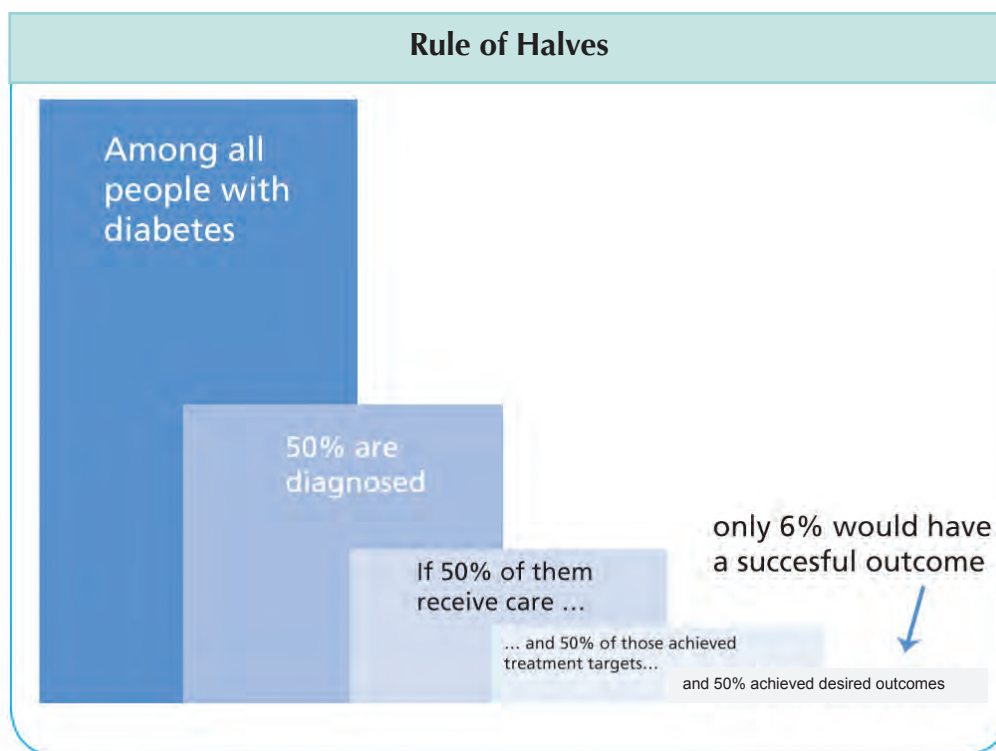 Rule of Halves
Among all
people with
diabetes
50% are
diagnosed
If 50% of them
receive care …
… and 50% of those achieved
treatment targets…
and 50% achieved desired outcomes
only 6% would have
a succesful outcome